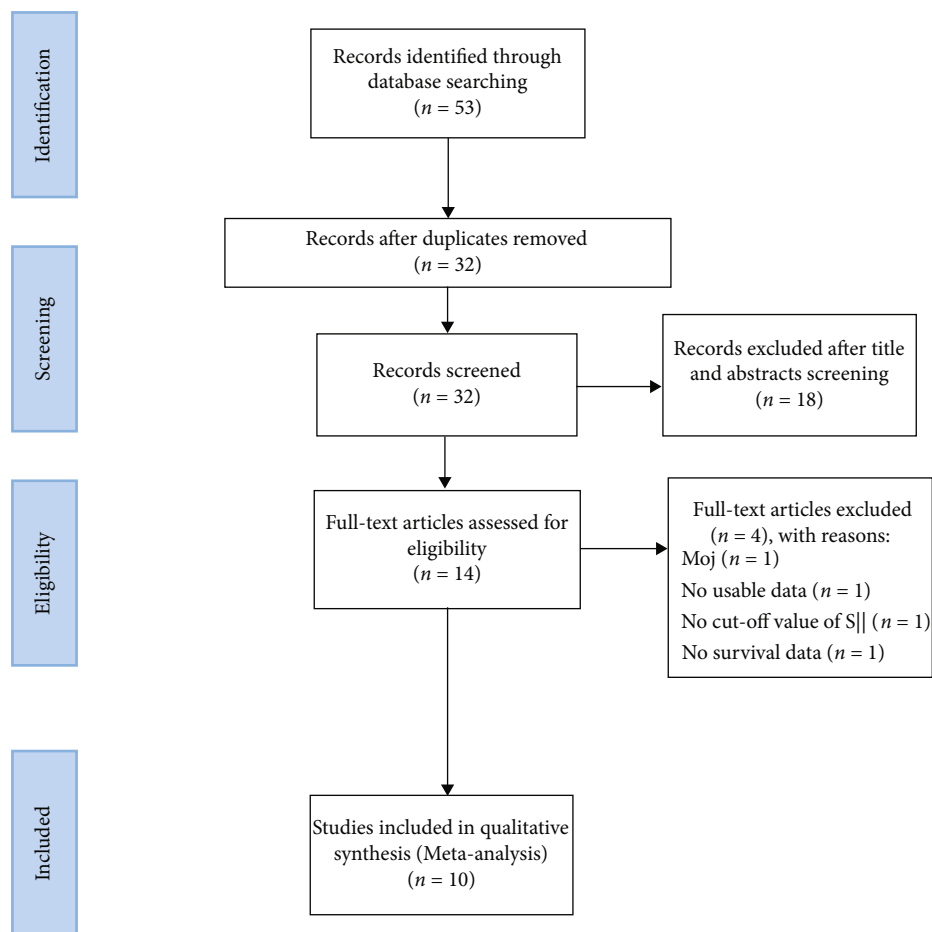 Identification
Records identified through
database searching
(n = 53)
Records after duplicates removed
(n = 32)
Screening
Records screened
(n = 32)
Records excluded after title
and abstracts screening
(n = 18)
Eligibility
Full-text articles assessed for
eligibility
(n = 14)
Full-text articles excluded
(n = 4), with reasons:
Moj (n = 1)
No usable data (n = 1)
No cut-off value of S|| (n = 1)
No survival data (n = 1)
Included
Studies included in qualitative
synthesis (Meta-analysis)
(n = 10)